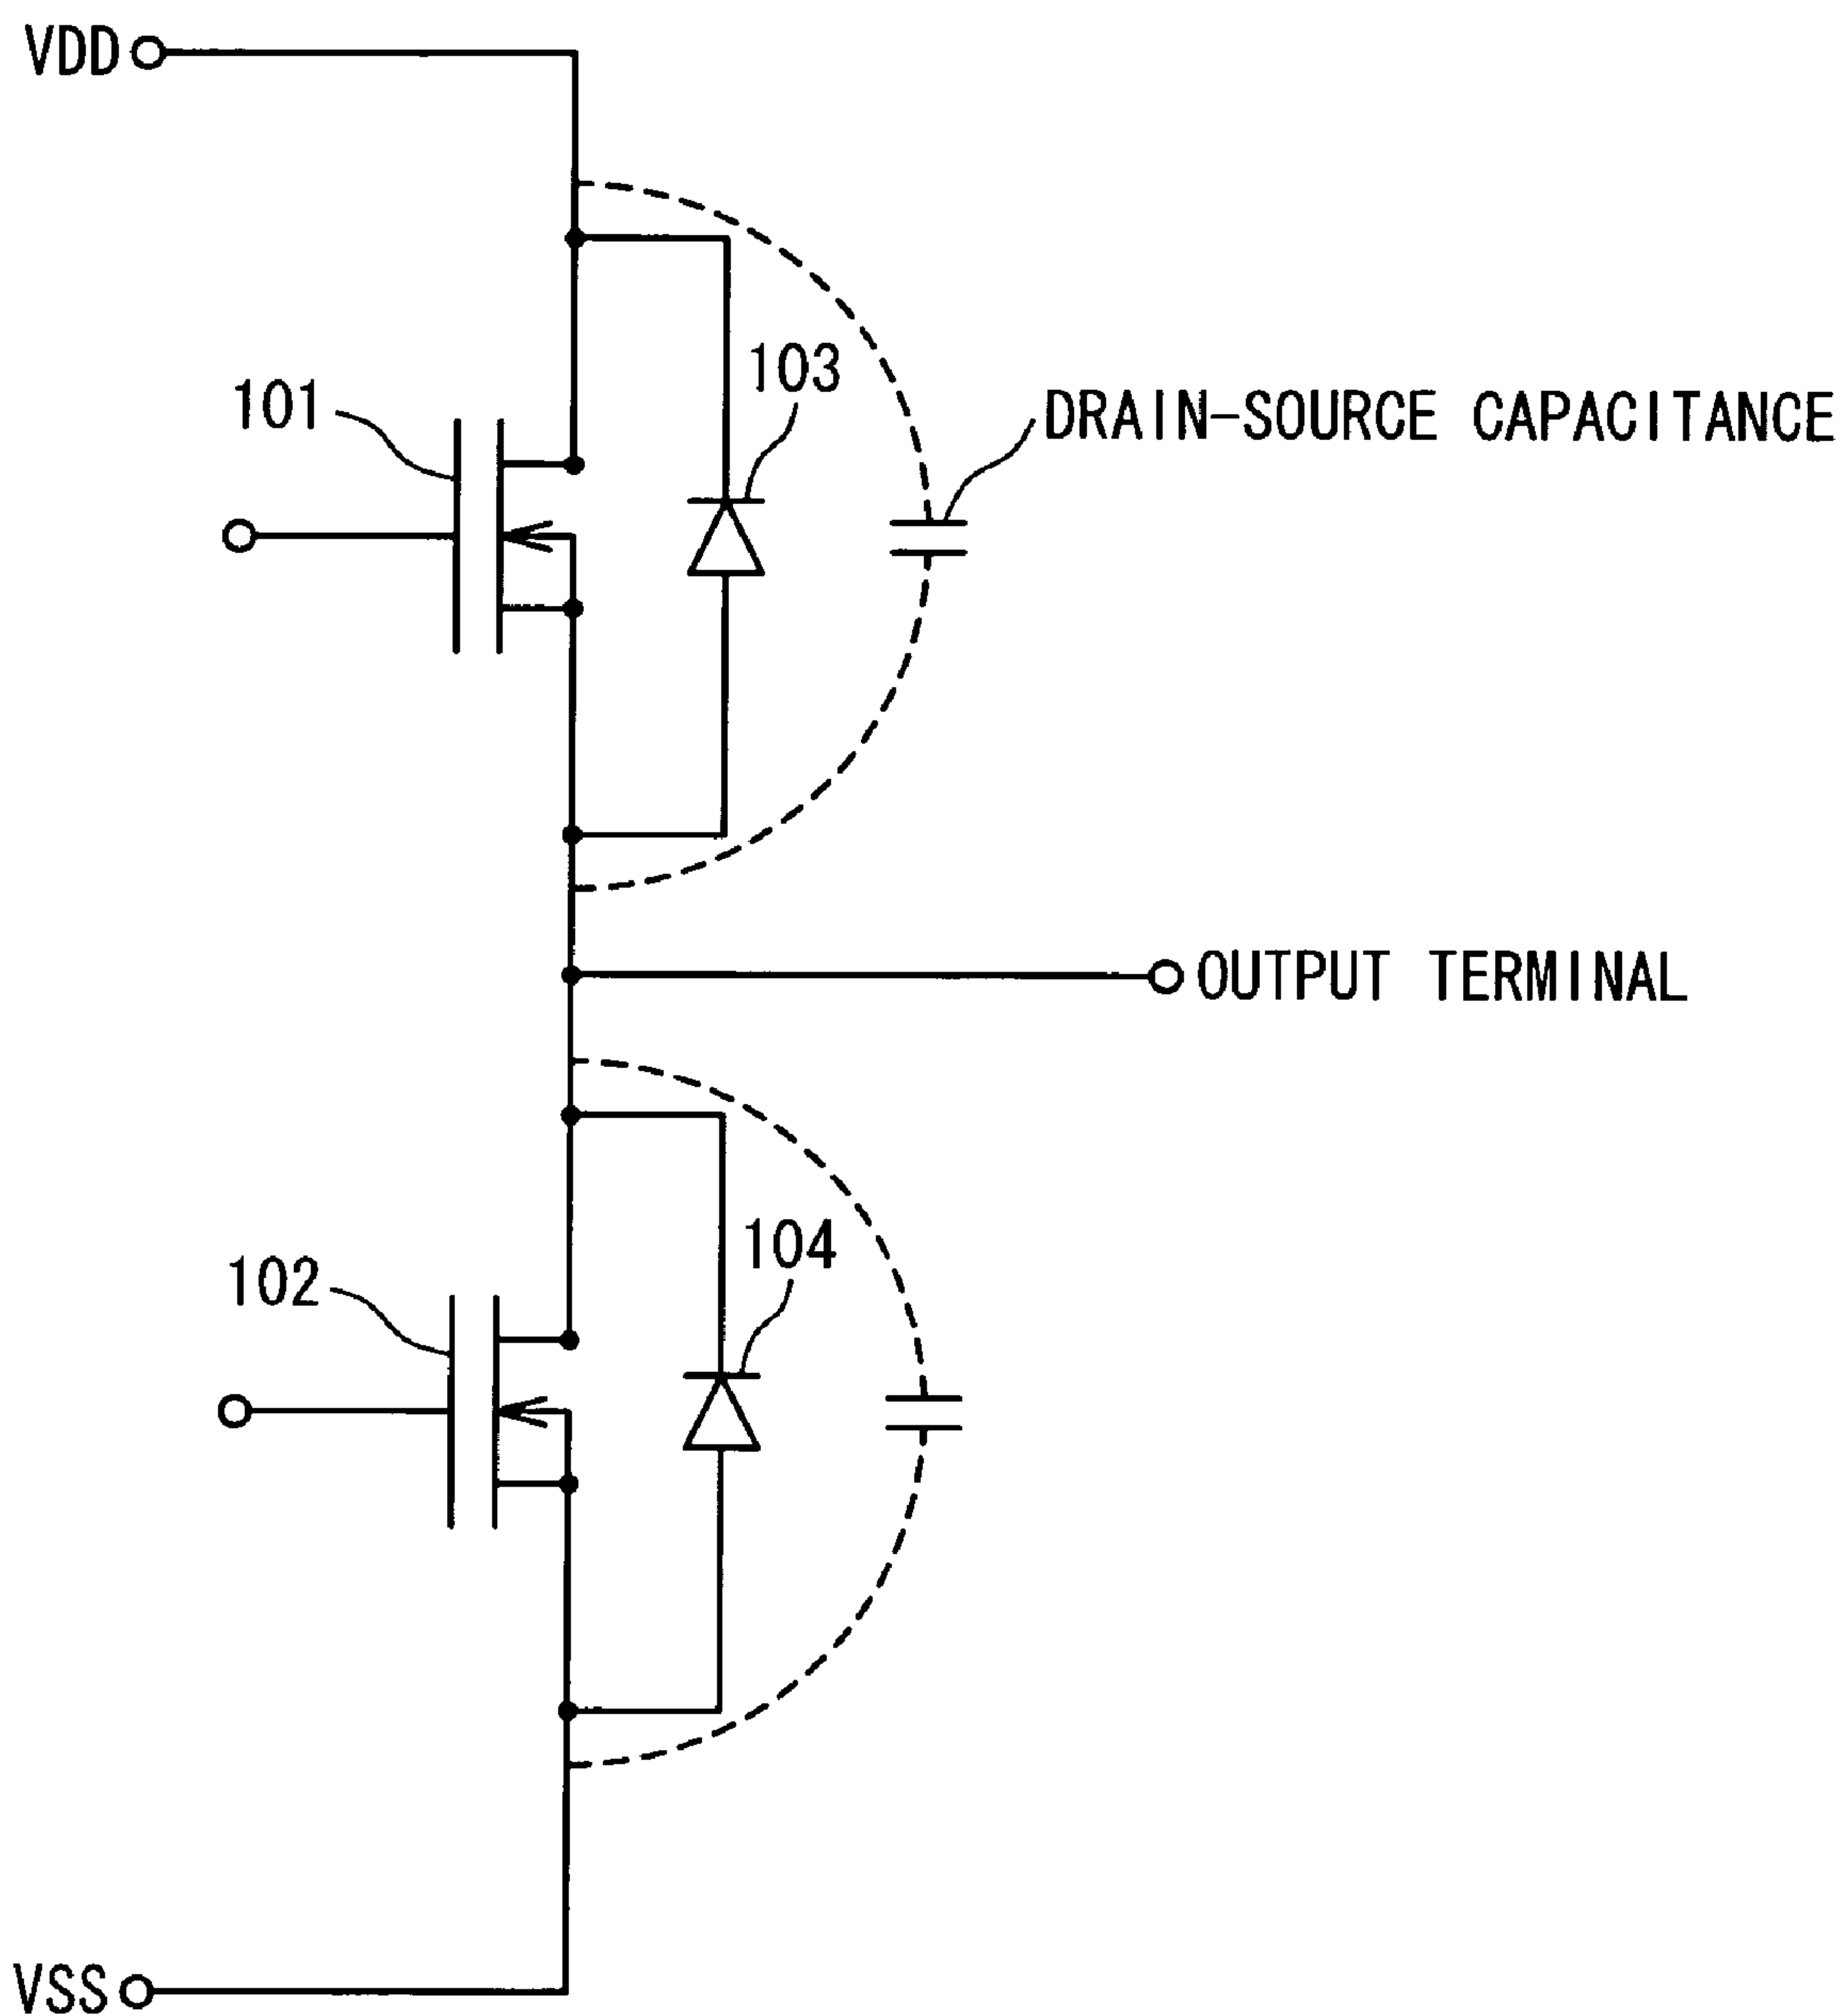 VDD
103
101
DRAIN-SOURCE CAPACITANCE
OUTPUT TERMINAL
104
102
VSS